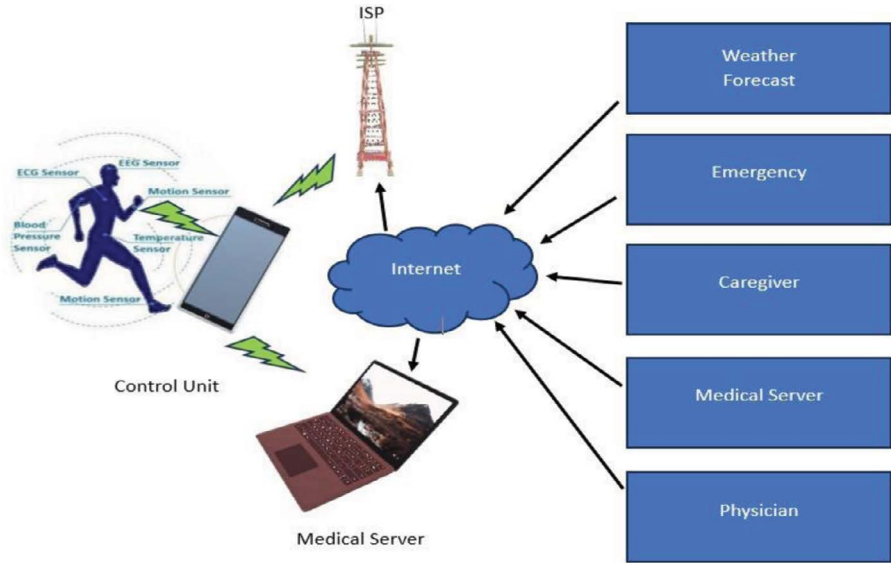 ISP
Weather
Forecast
EEG Sensor
ECG Sensor
Motion Sensor
Emergency
Blood
Pressure
Sensor
Temperature
Sensor
Internet
Caregiver
Motion Sensor
Control Unit
Medical Server
Medical Server
Physician